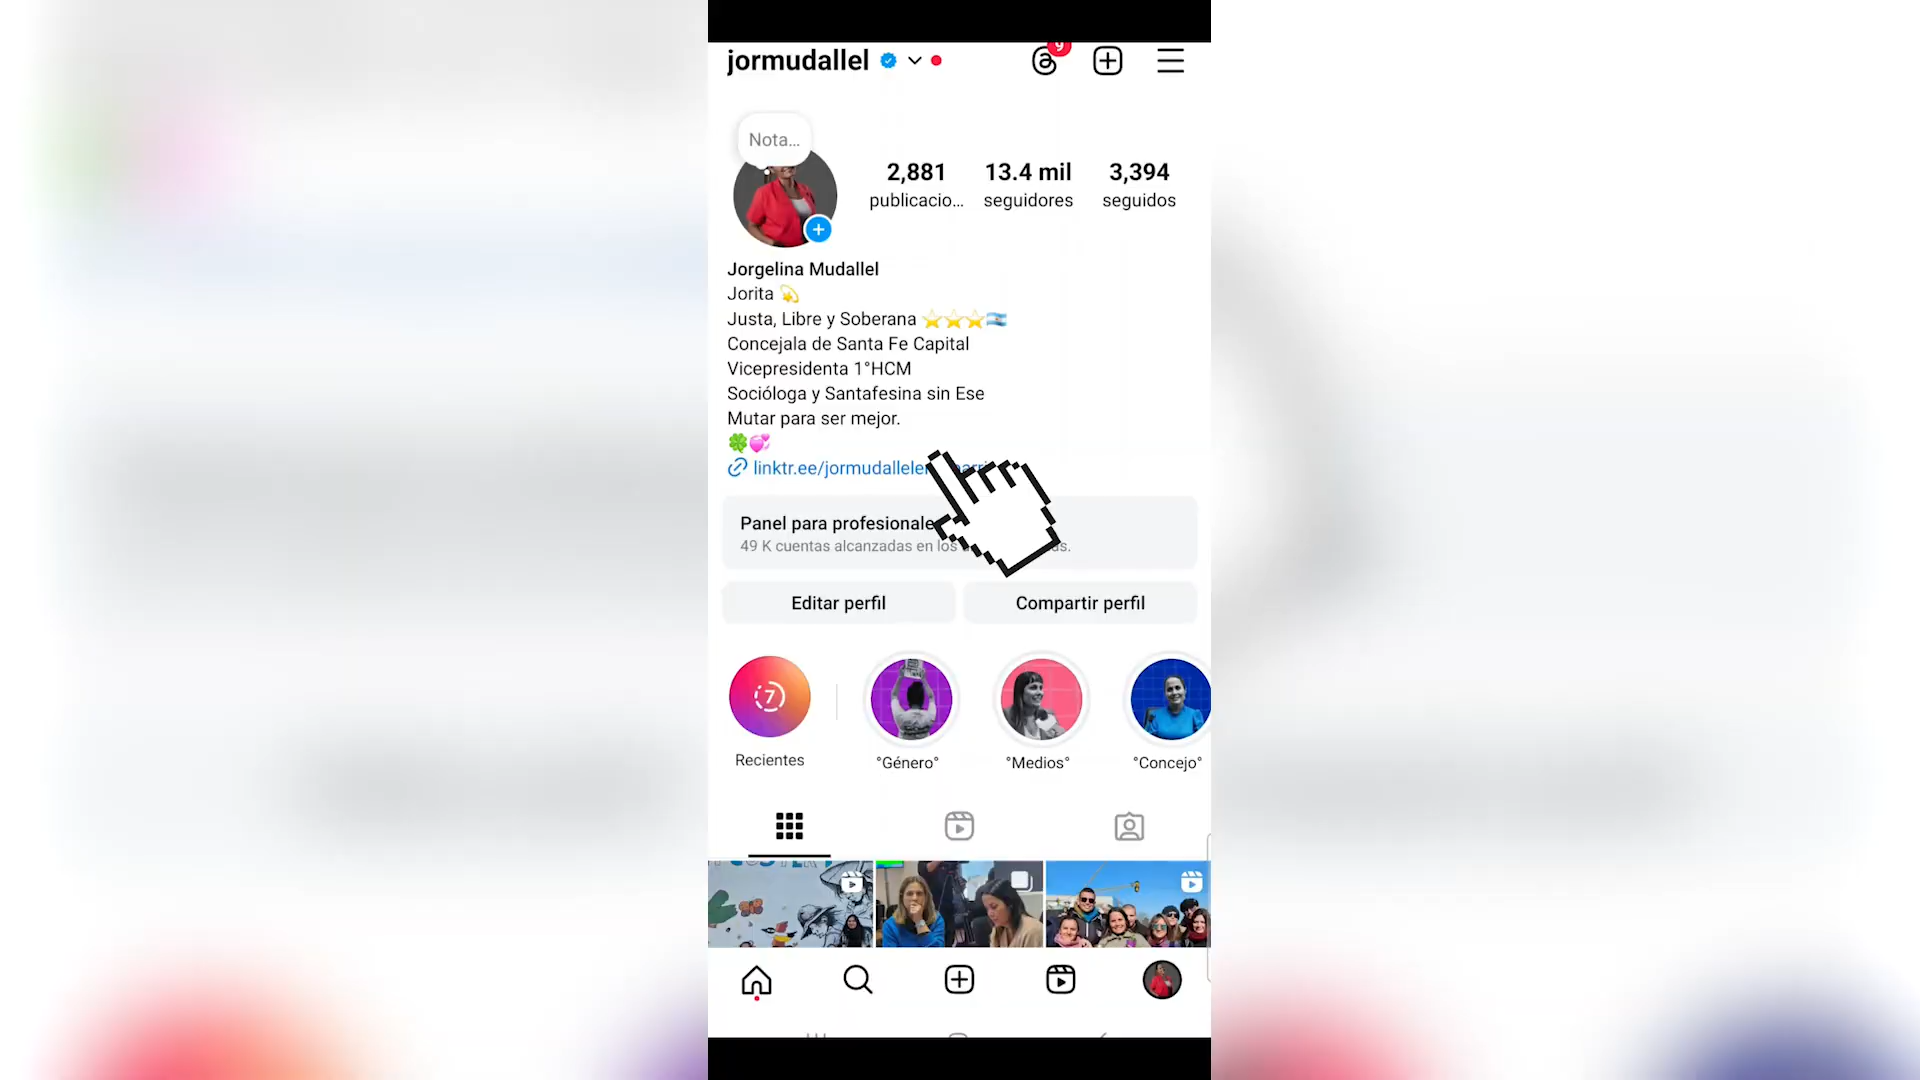 jormudallel
9
Nota...
2,881 13.4 mil 3,394
publicacio... seguidores seguidos
Jorgelina Mudallel
Jorita
Justa, Libre y Soberana
Concejala de Santa Fe Capital
Vicepresidenta 1°HCM
Socióloga y Santafesina sin Ese
Mutar para ser mejor.
linktr.ee/jormudallele
Panel para profesionale
49 K cuentas alcanzadas en los
Editar perfil Compartir perfil
7
Recientes °Género° °Medios° °Concejo°